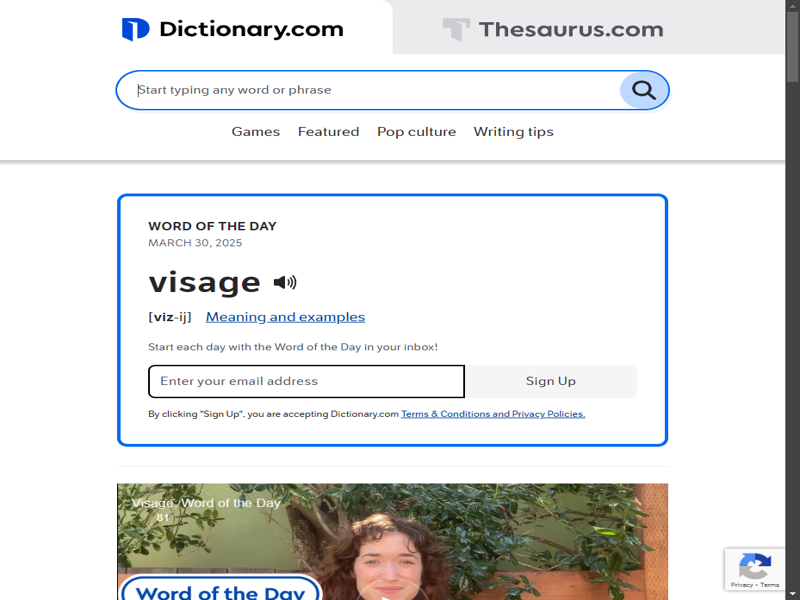 Dictionary.com
Thesaurus.com
Start typing any word or phrase
Games Featured Pop culture Writing tips
WORD OF THE DAY
MARCH 30, 2025
visage
[viz-ij] Meaning and examples
Start each day with the Word of the Day in your inbox!
Enter your email address Sign Up
By clicking "Sign Up", you are accepting Dictionary.com Terms & Conditions and Privacy Policies.
Visage: Word of the Day
81
Word of the Day
Privacy - Terms